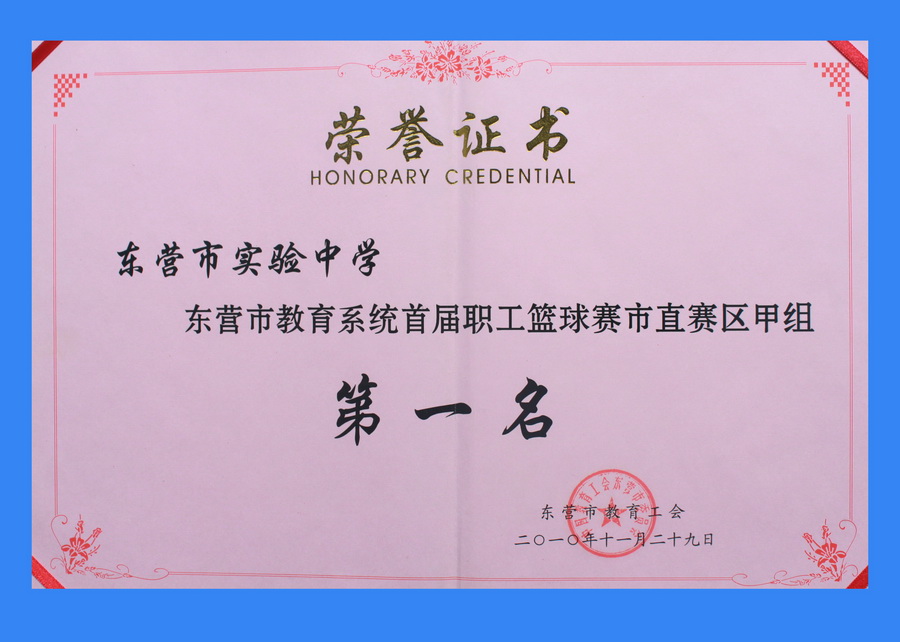 荣誉证书
HONORARY CREDENTIAL
东营市实验中学
东营市教育系统首届职工篮球赛市直赛区甲组
第一名
东营市教育工会
二〇一〇年十一月二十九日